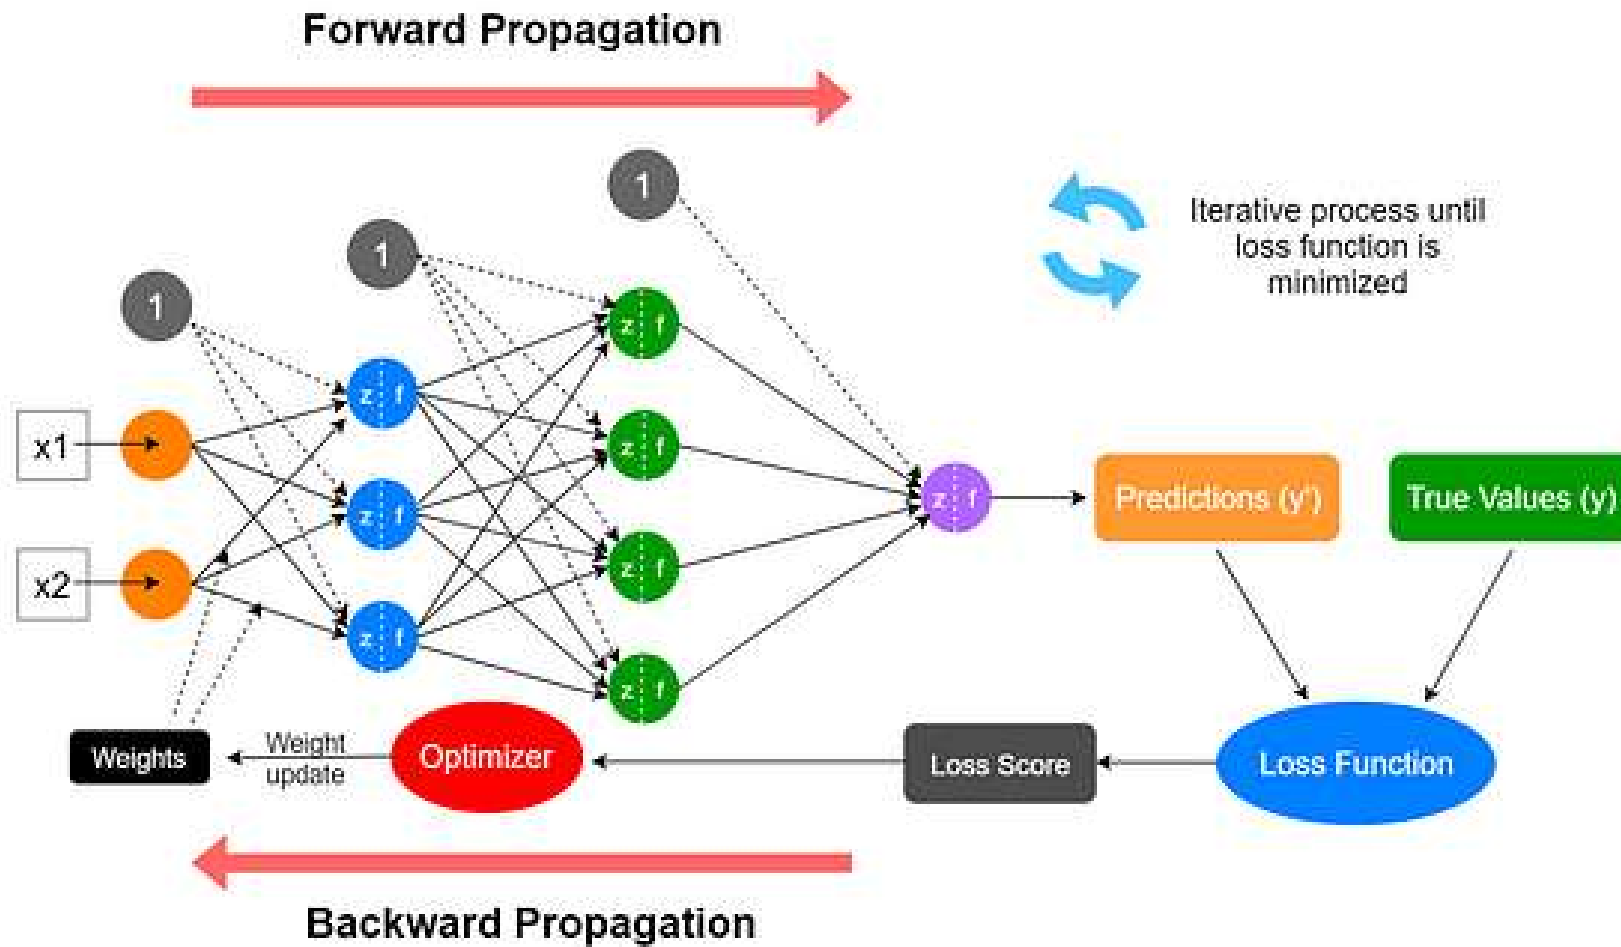 Forward Propagation
1
1
1
Iterative process until
loss function is
minimized
z f
z f
x1
z f
z f
Predictions (y')
True Values (y)
z f
z f
x2
z f
z f
z f
Weights
Weight
update
Optimizer
Loss Score
Loss Function
Backward Propagation